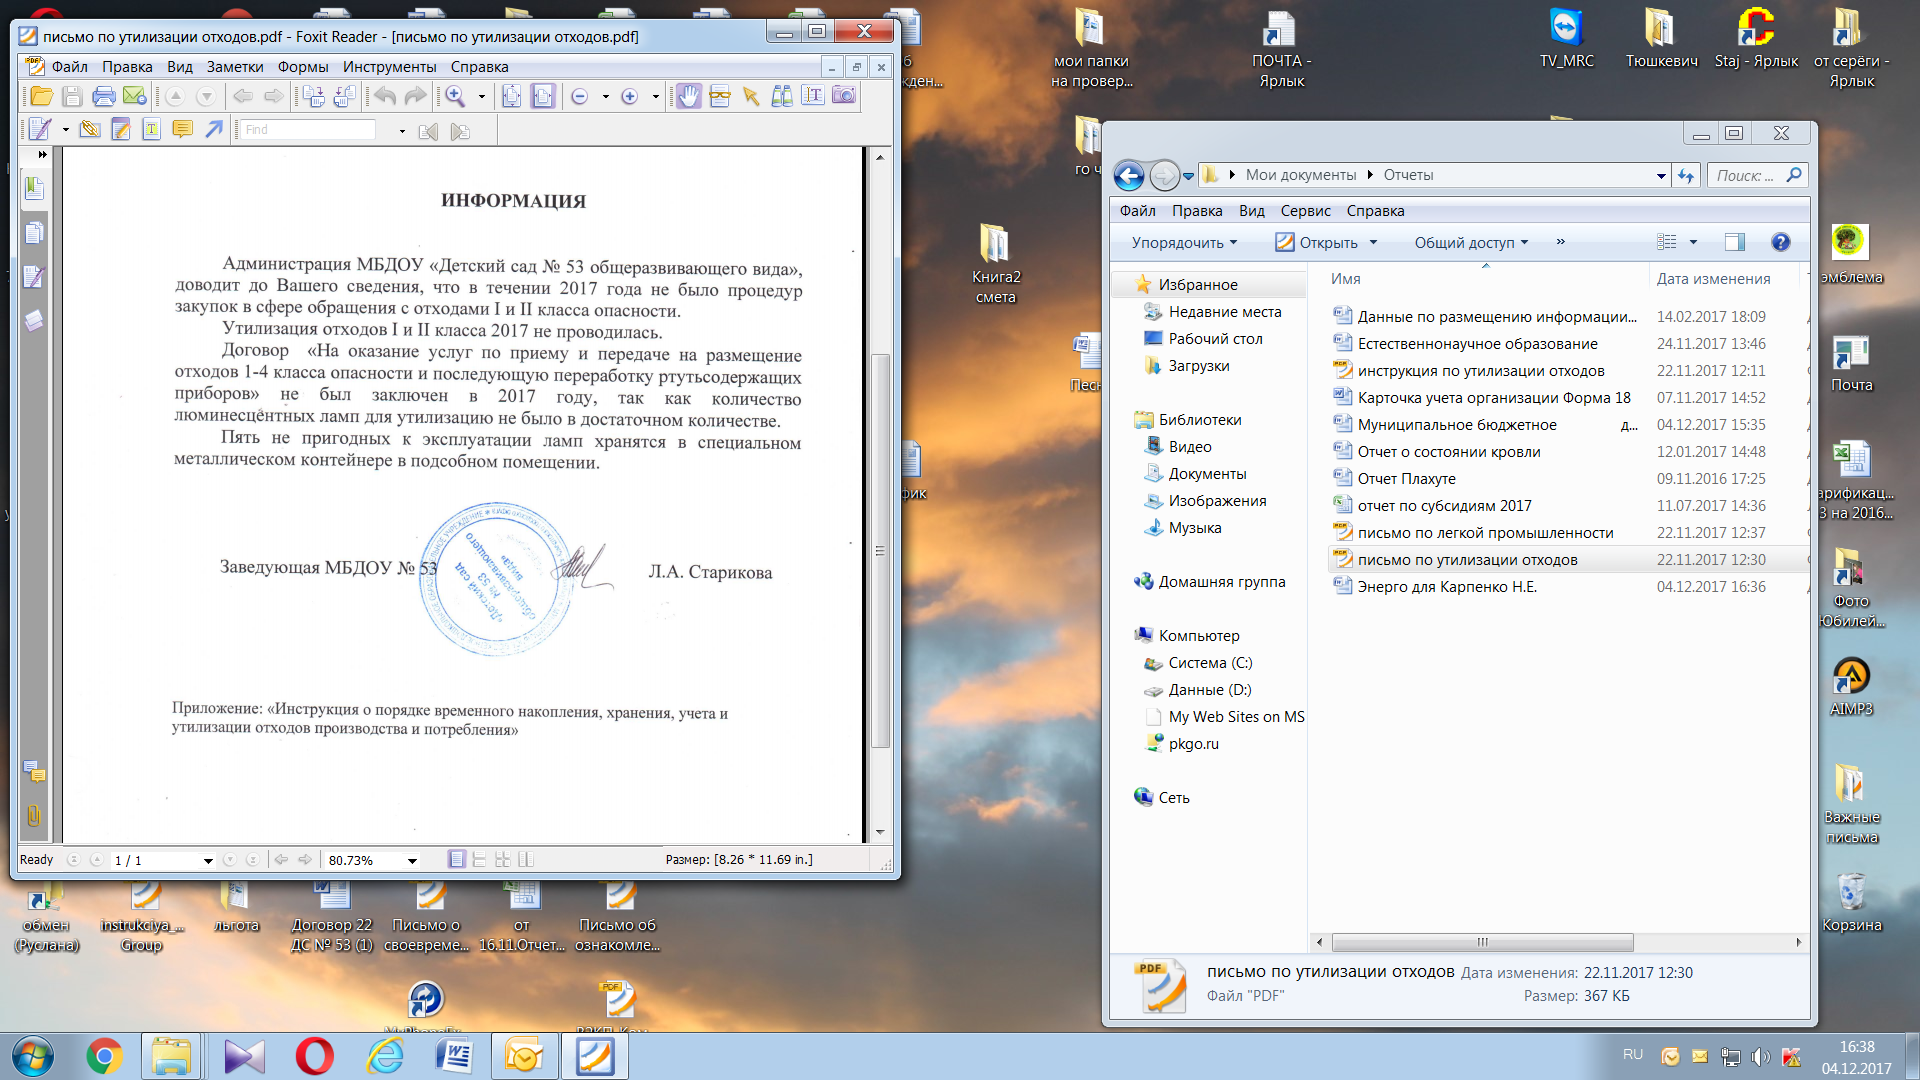 письмо по утилизации отходов.pdf - Foxit Reader - [письмо по утилизации отходов.pdf]
Файл Правка Вид Заметки Формы Инструменты Справка
Find
ИНФОРМАЦИЯ
Администрация МБДОУ «Детский сад № 53 общеразвивающего вида»,
доводит до Вашего сведения, что в течении 2017 года не было процедур
закупок в сфере обращения с отходами I и II класса опасности.
Утилизация отходов I и II класса 2017 не проводилась.
Договор «На оказание услуг по приему и передаче на размещение
отходов 1-4 класса опасности и последующую переработку ртутьсодержащих
приборов» не был заключен в 2017 году, так как количество
люминесцентных ламп для утилизацию не было в достаточном количестве.
Пять не пригодных к эксплуатации ламп хранятся в специальном
металлическом контейнере в подсобном помещении.
Заведующая МБДОУ № 53
Л.А. Старикова
«Детский сад
№ 53
общеразвивающего
вида»
Приложение: «Инструкция о порядке временного накопления, хранения, учета и
утилизации отходов производства и потребления»
Ready
1 / 1
80.73%
Размер: [8.26 * 11.69 in.]
мои папки
на провер...
ПОЧТА -
Ярлык
TV_MRC
Тюшкевич
Staj - Ярлык
от серёги -
Ярлык
го ч
Книга2
смета
Песн
эмблема
Почта
Фото
Юбилей...
AIMP3
Важные
письма
Корзина
Мои документы
Отчеты
Поиск: ...
Файл Правка Вид Сервис Справка
Упорядочить
Открыть
Общий доступ
»
Избранное
Недавние места
Рабочий стол
Загрузки
Библиотеки
Видео
Документы
Изображения
Музыка
Домашняя группа
Компьютер
Система (C:)
Данные (D:)
My Web Sites on MS
pkgo.ru
Сеть
Имя
Дата изменения
Данные по размещению информации... 14.02.2017 18:09
Естественнонаучное образование 24.11.2017 13:46
инструкция по утилизации отходов 22.11.2017 12:11
Карточка учета организации Форма 18 07.11.2017 14:52
Муниципальное бюджетное д... 04.12.2017 15:35
Отчет о состоянии кровли 12.01.2017 14:48
Отчет Плахуте 09.11.2016 17:25
отчет по субсидиям 2017 11.07.2017 14:36
письмо по легкой промышленности 22.11.2017 12:37
письмо по утилизации отходов 22.11.2017 12:30
Энерго для Карпенко Н.Е. 04.12.2017 16:36
письмо по утилизации отходов Дата изменения: 22.11.2017 12:30
Файл "PDF" Размер: 367 КБ
обмен
(Руслана)
instrukciya_...
Group
льгота
Договор 22
ДС № 53 (1)
Письмо о
своевреме...
от
16.11.Отчет...
Письмо об
ознакомле...
RU
16:38
04.12.2017